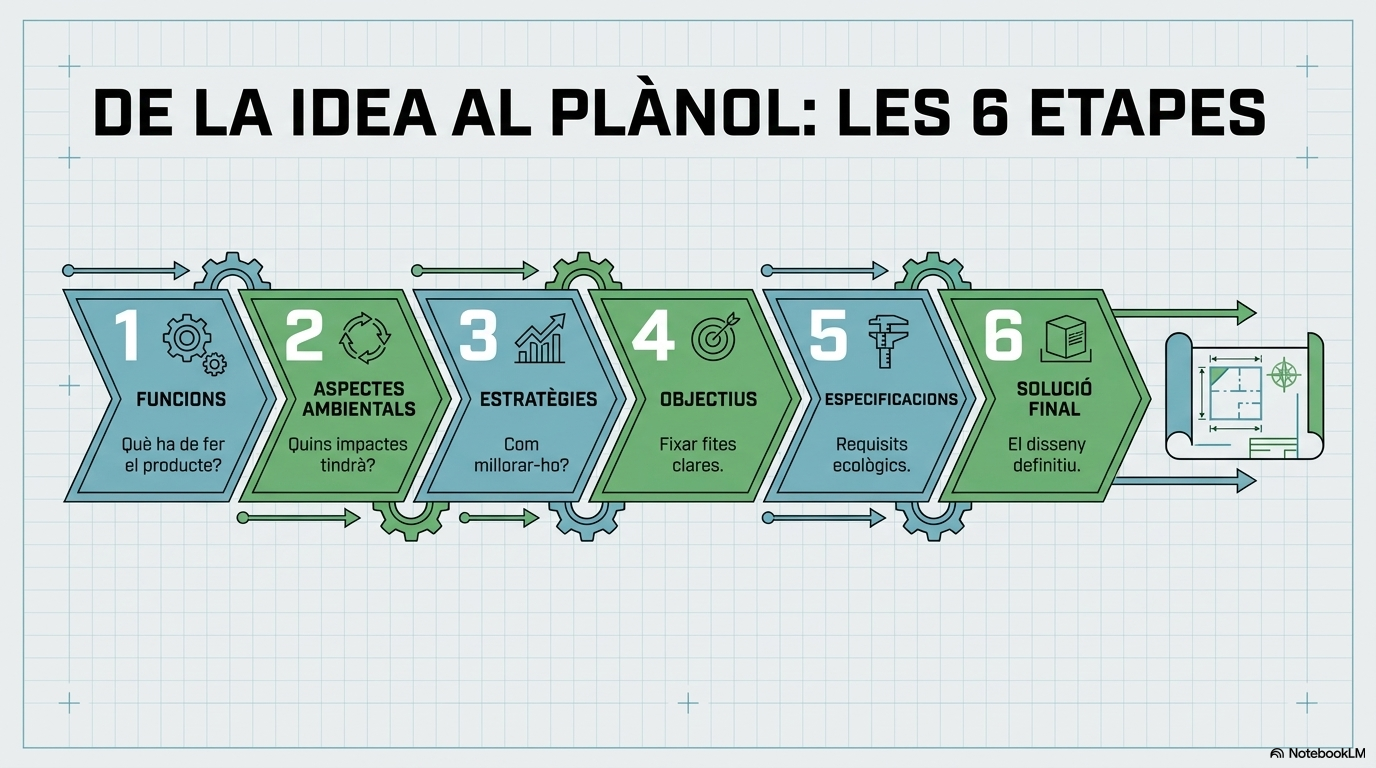 DE LA IDEA AL PLÀNOL: LES 6 ETAPES
1
FUNCIONS
Què ha de fer
el producte?
2
ASPECTES
AMBIENTALS
Quins impactes
tindrà?
3
ESTRATÈGIES
Com
millorar-ho?
4
OBJECTIUS
Fixar fites
clares.
5
ESPECIFICACIONS
Requisits
ecològics.
6
SOLUCIÓ
FINAL
El disseny
definitiu.
NotebookLM